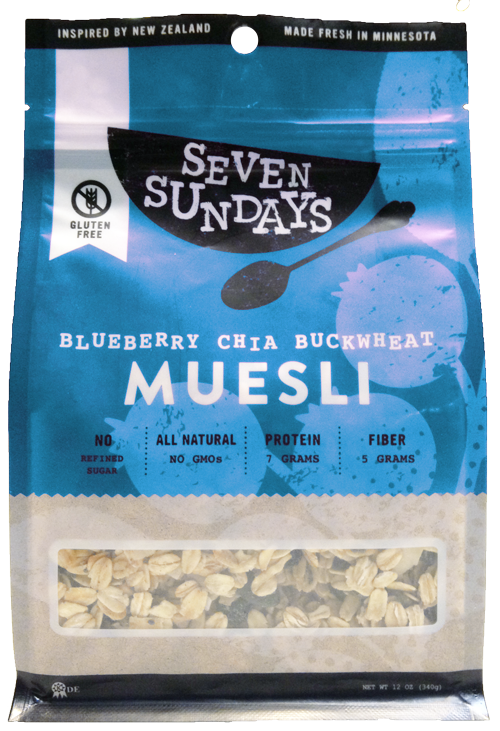 INSPIRED BY NEW ZEALAND
MADE FRESH IN MINNESOTA
SEVEN
SUNDAYS
GLUTEN
FREE
BLUEBERRY CHIA BUCKWHEAT
MUESLI
NO
REFINED
SUGAR
ALL NATURAL
NO GMOs
PROTEIN
7 GRAMS
FIBER
5 GRAMS
DE
NET WT 12 OZ (340g)